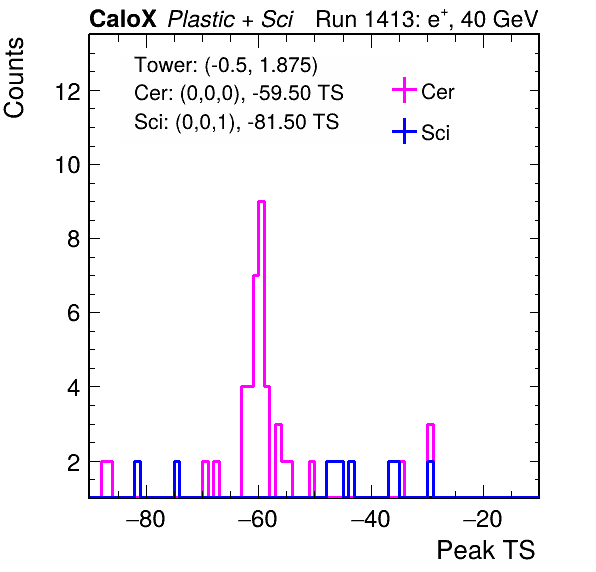 CaloX Plastic + Sci Run 1413: e+, 40 GeV
Counts
Tower: (-0.5, 1.875)
Cer: (0,0,0), -59.50 TS
Sci: (0,0,1), -81.50 TS
Cer
Sci
12
10
8
6
4
2
−80 −60 −40 −20
Peak TS